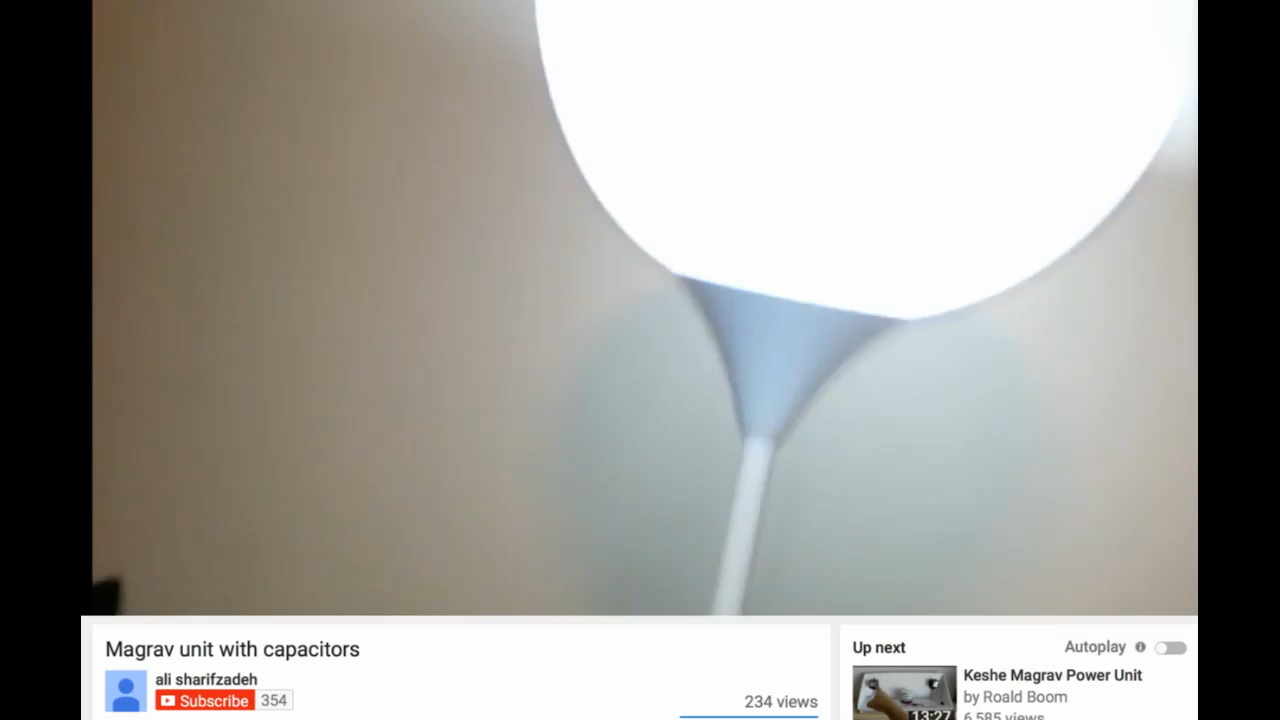 Magrav unit with capacitors
ali sharifzadeh
Subscribe 354
234 views
Up next
Autoplay
Keshe Magrav Power Unit
by Roald Boom
6,585 views
13:27